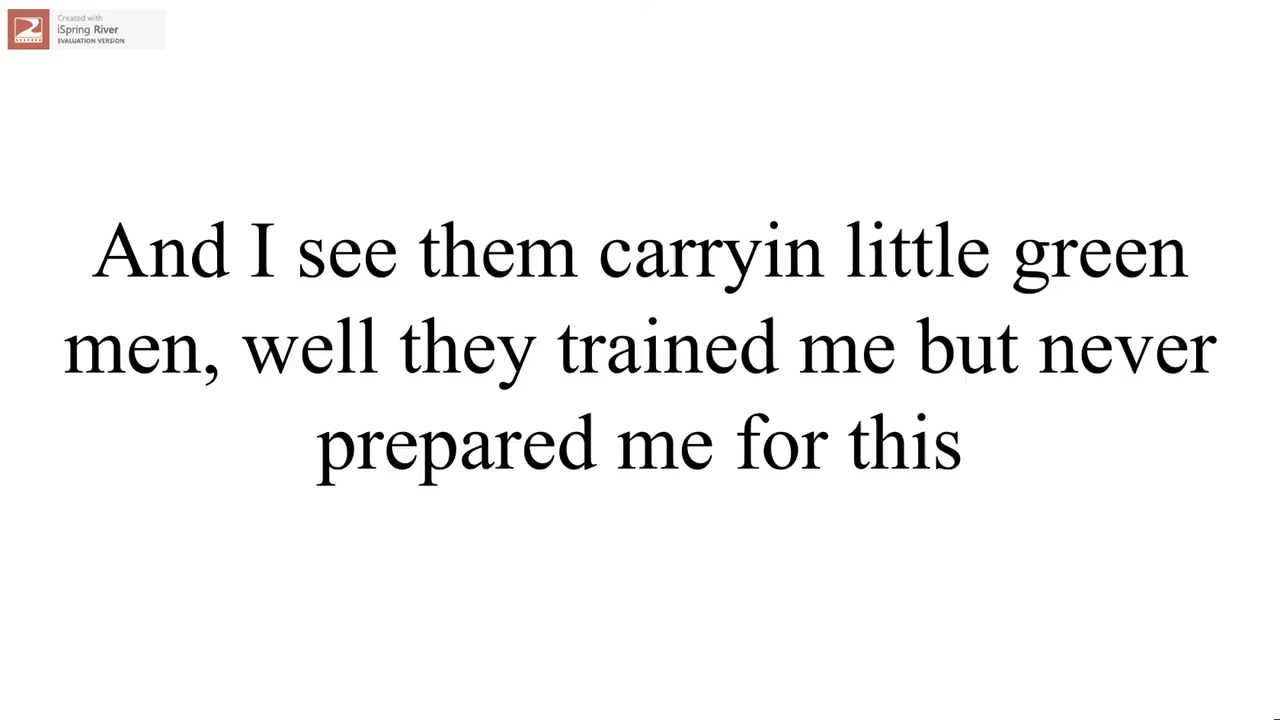 Created with
iSpring River
EVALUATION VERSION
And I see them carryin little green
men, well they trained me but never
prepared me for this